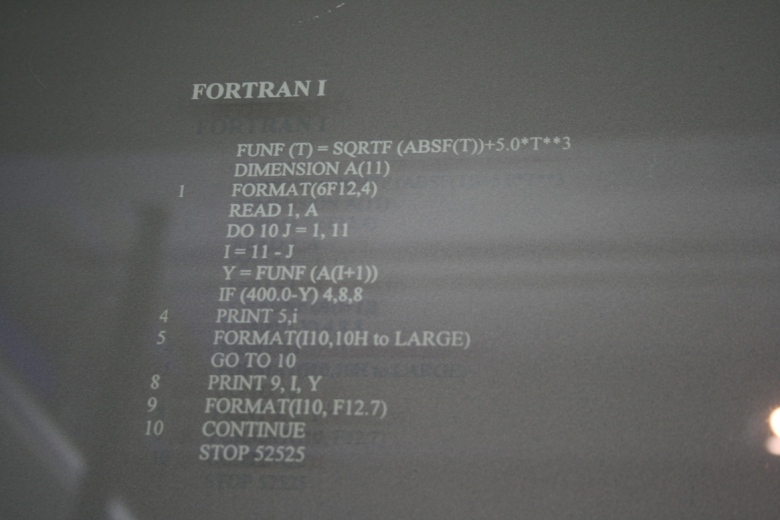 FORTRAN I
FUNF (T) = SQRTF (ABSF(T))+5.0*T**3
DIMENSION A(11)
1 FORMAT(6F12,4)
READ 1, A
DO 10 J = 1, 11
I = 11 - J
Y = FUNF (A(I+1))
IF (400.0-Y) 4,8,8
4 PRINT 5,i
5 FORMAT(I10,10H to LARGE)
GO TO 10
8 PRINT 9, I, Y
9 FORMAT(I10, F12.7)
10 CONTINUE
STOP 52525